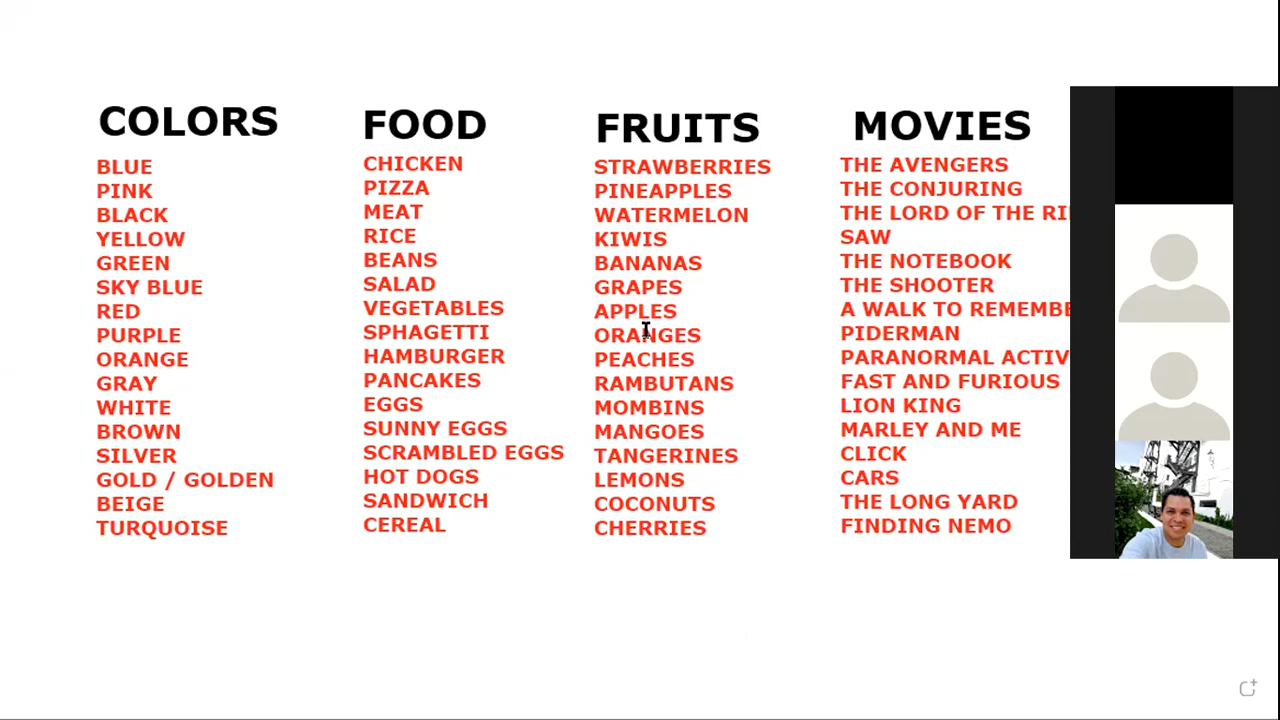 COLORS
BLUE
PINK
BLACK
YELLOW
GREEN
SKY BLUE
RED
PURPLE
ORANGE
GRAY
WHITE
BROWN
SILVER
GOLD / GOLDEN
BEIGE
TURQUOISE
FOOD
CHICKEN
PIZZA
MEAT
RICE
BEANS
SALAD
VEGETABLES
SPHAGETTI
HAMBURGER
PANCAKES
EGGS
SUNNY EGGS
SCRAMBLED EGGS
HOT DOGS
SANDWICH
CEREAL
FRUITS
STRAWBERRIES
PINEAPPLES
WATERMELON
KIWIS
BANANAS
GRAPES
APPLES
ORANGES
PEACHES
RAMBUTANS
MOMBINS
MANGOES
TANGERINES
LEMONS
COCONUTS
CHERRIES
MOVIES
THE AVENGERS
THE CONJURING
THE LORD OF THE
SAW
THE NOTEBOOK
THE SHOOTER
A WALK TO
PIDERMAN
PARANORMAL
FAST AND FURIOUS
LION KING
MARLEY AND ME
CLICK
CARS
THE LONG YARD
FINDING NEMO